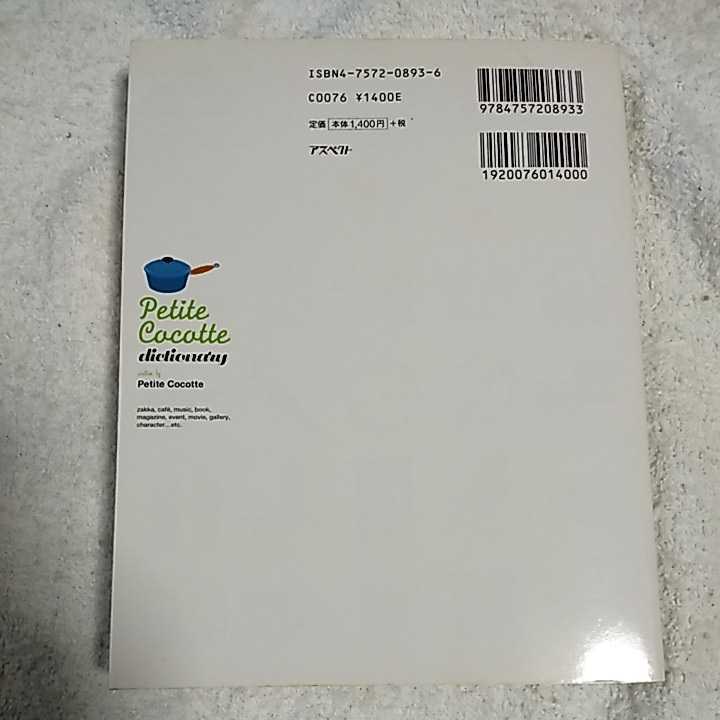 ISBN4-7572-0893-6
C0076 ¥1400E
定価 本体1,400円 +税
アスペクト
9784757208933
1920076014000
Petite
Cocotte
dictionary
written by
Petite Cocotte
zakka, café, music, book,
magazine, event, movie, gallery,
character...etc.